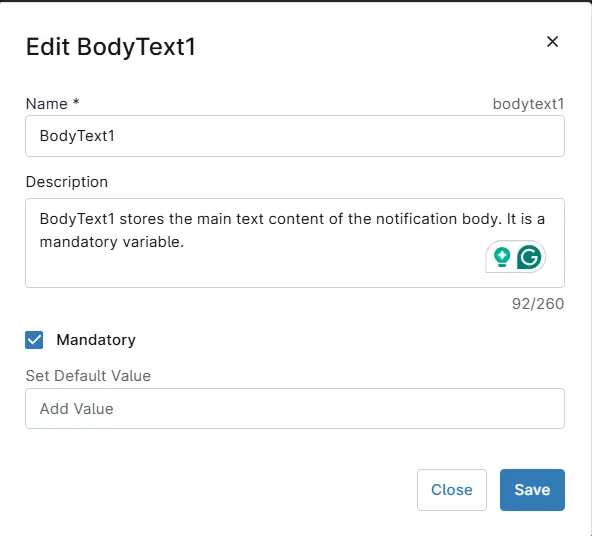 Edit BodyText1
Name *
bodytext1
BodyText1
Description
BodyText1 stores the main text content of the notification body. It is a
mandatory variable.
92/260
Mandatory
Set Default Value
Add Value
Close
Save